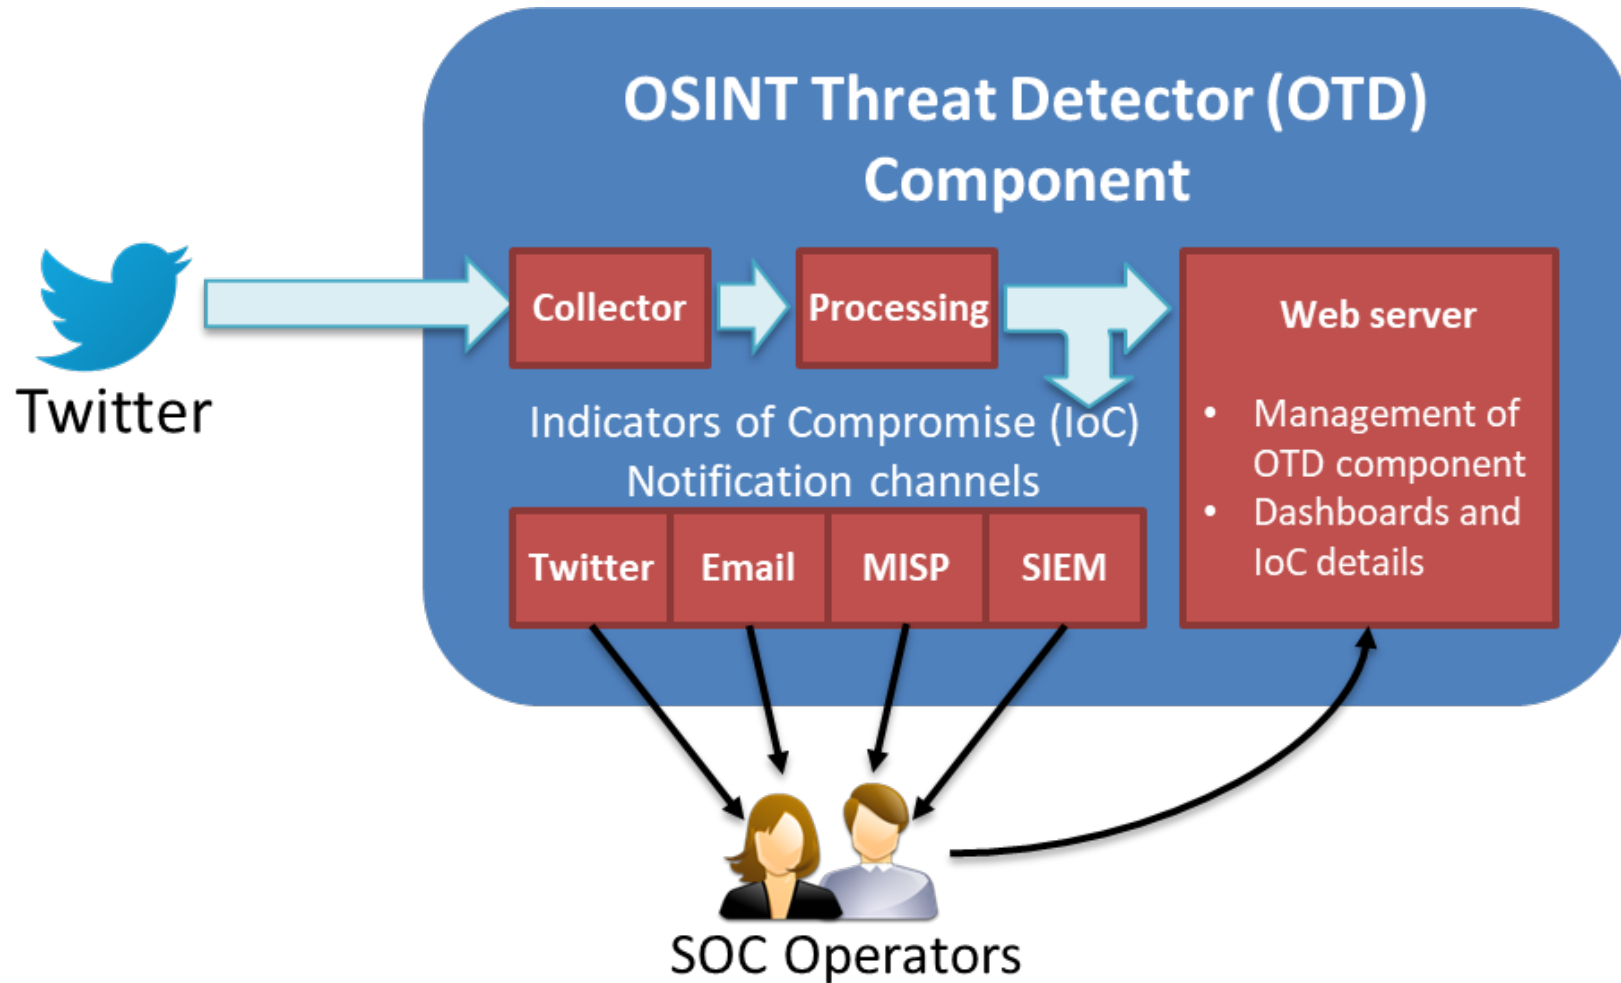 OSINT Threat Detector (OTD)
Component
Twitter
Collector
Processing
Indicators of Compromise (IoC)
Notification channels
Twitter
Email
MISP
SIEM
Web server
• Management of
OTD component
• Dashboards and
IoC details
SOC Operators